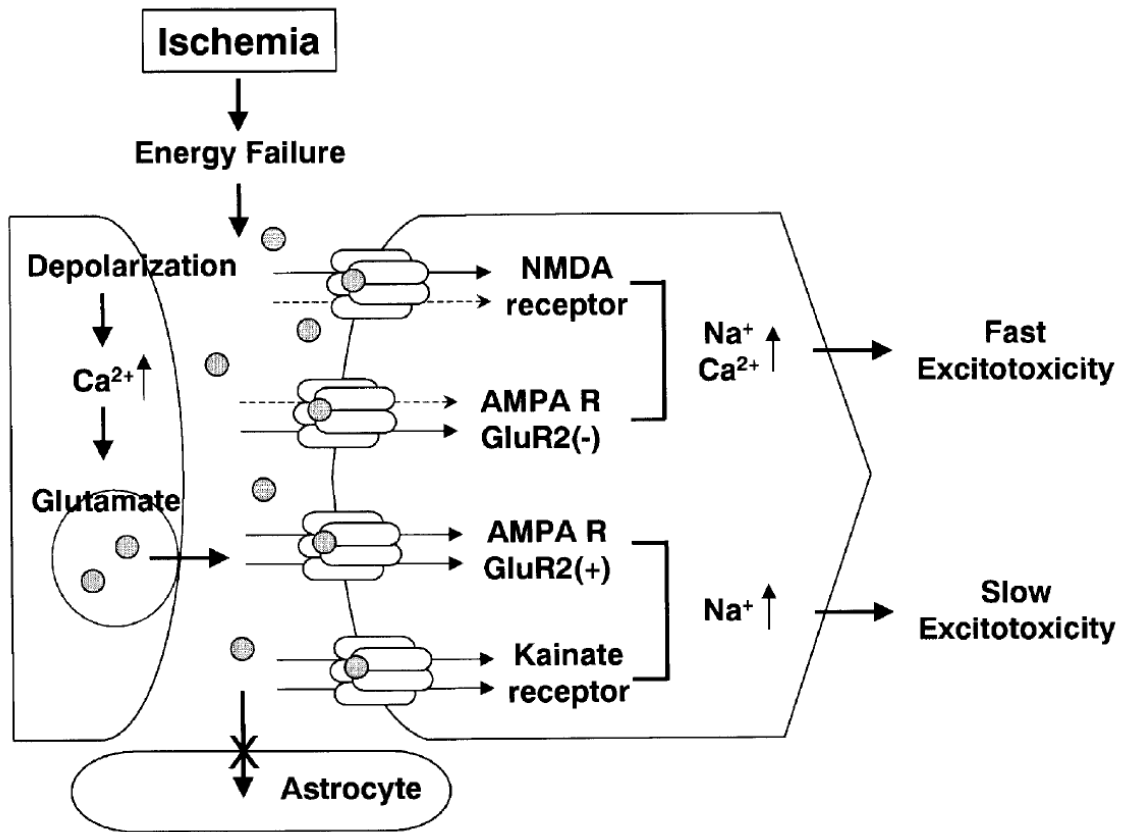 Ischemia
Energy Failure
Depolarization
Ca²⁺
Glutamate
NMDA
receptor
AMPA R
GluR2(-)
AMPA R
GluR2(+)
Kainate
receptor
Na⁺
Ca²⁺
Na⁺
Fast
Excitotoxicity
Slow
Excitotoxicity
Astrocyte